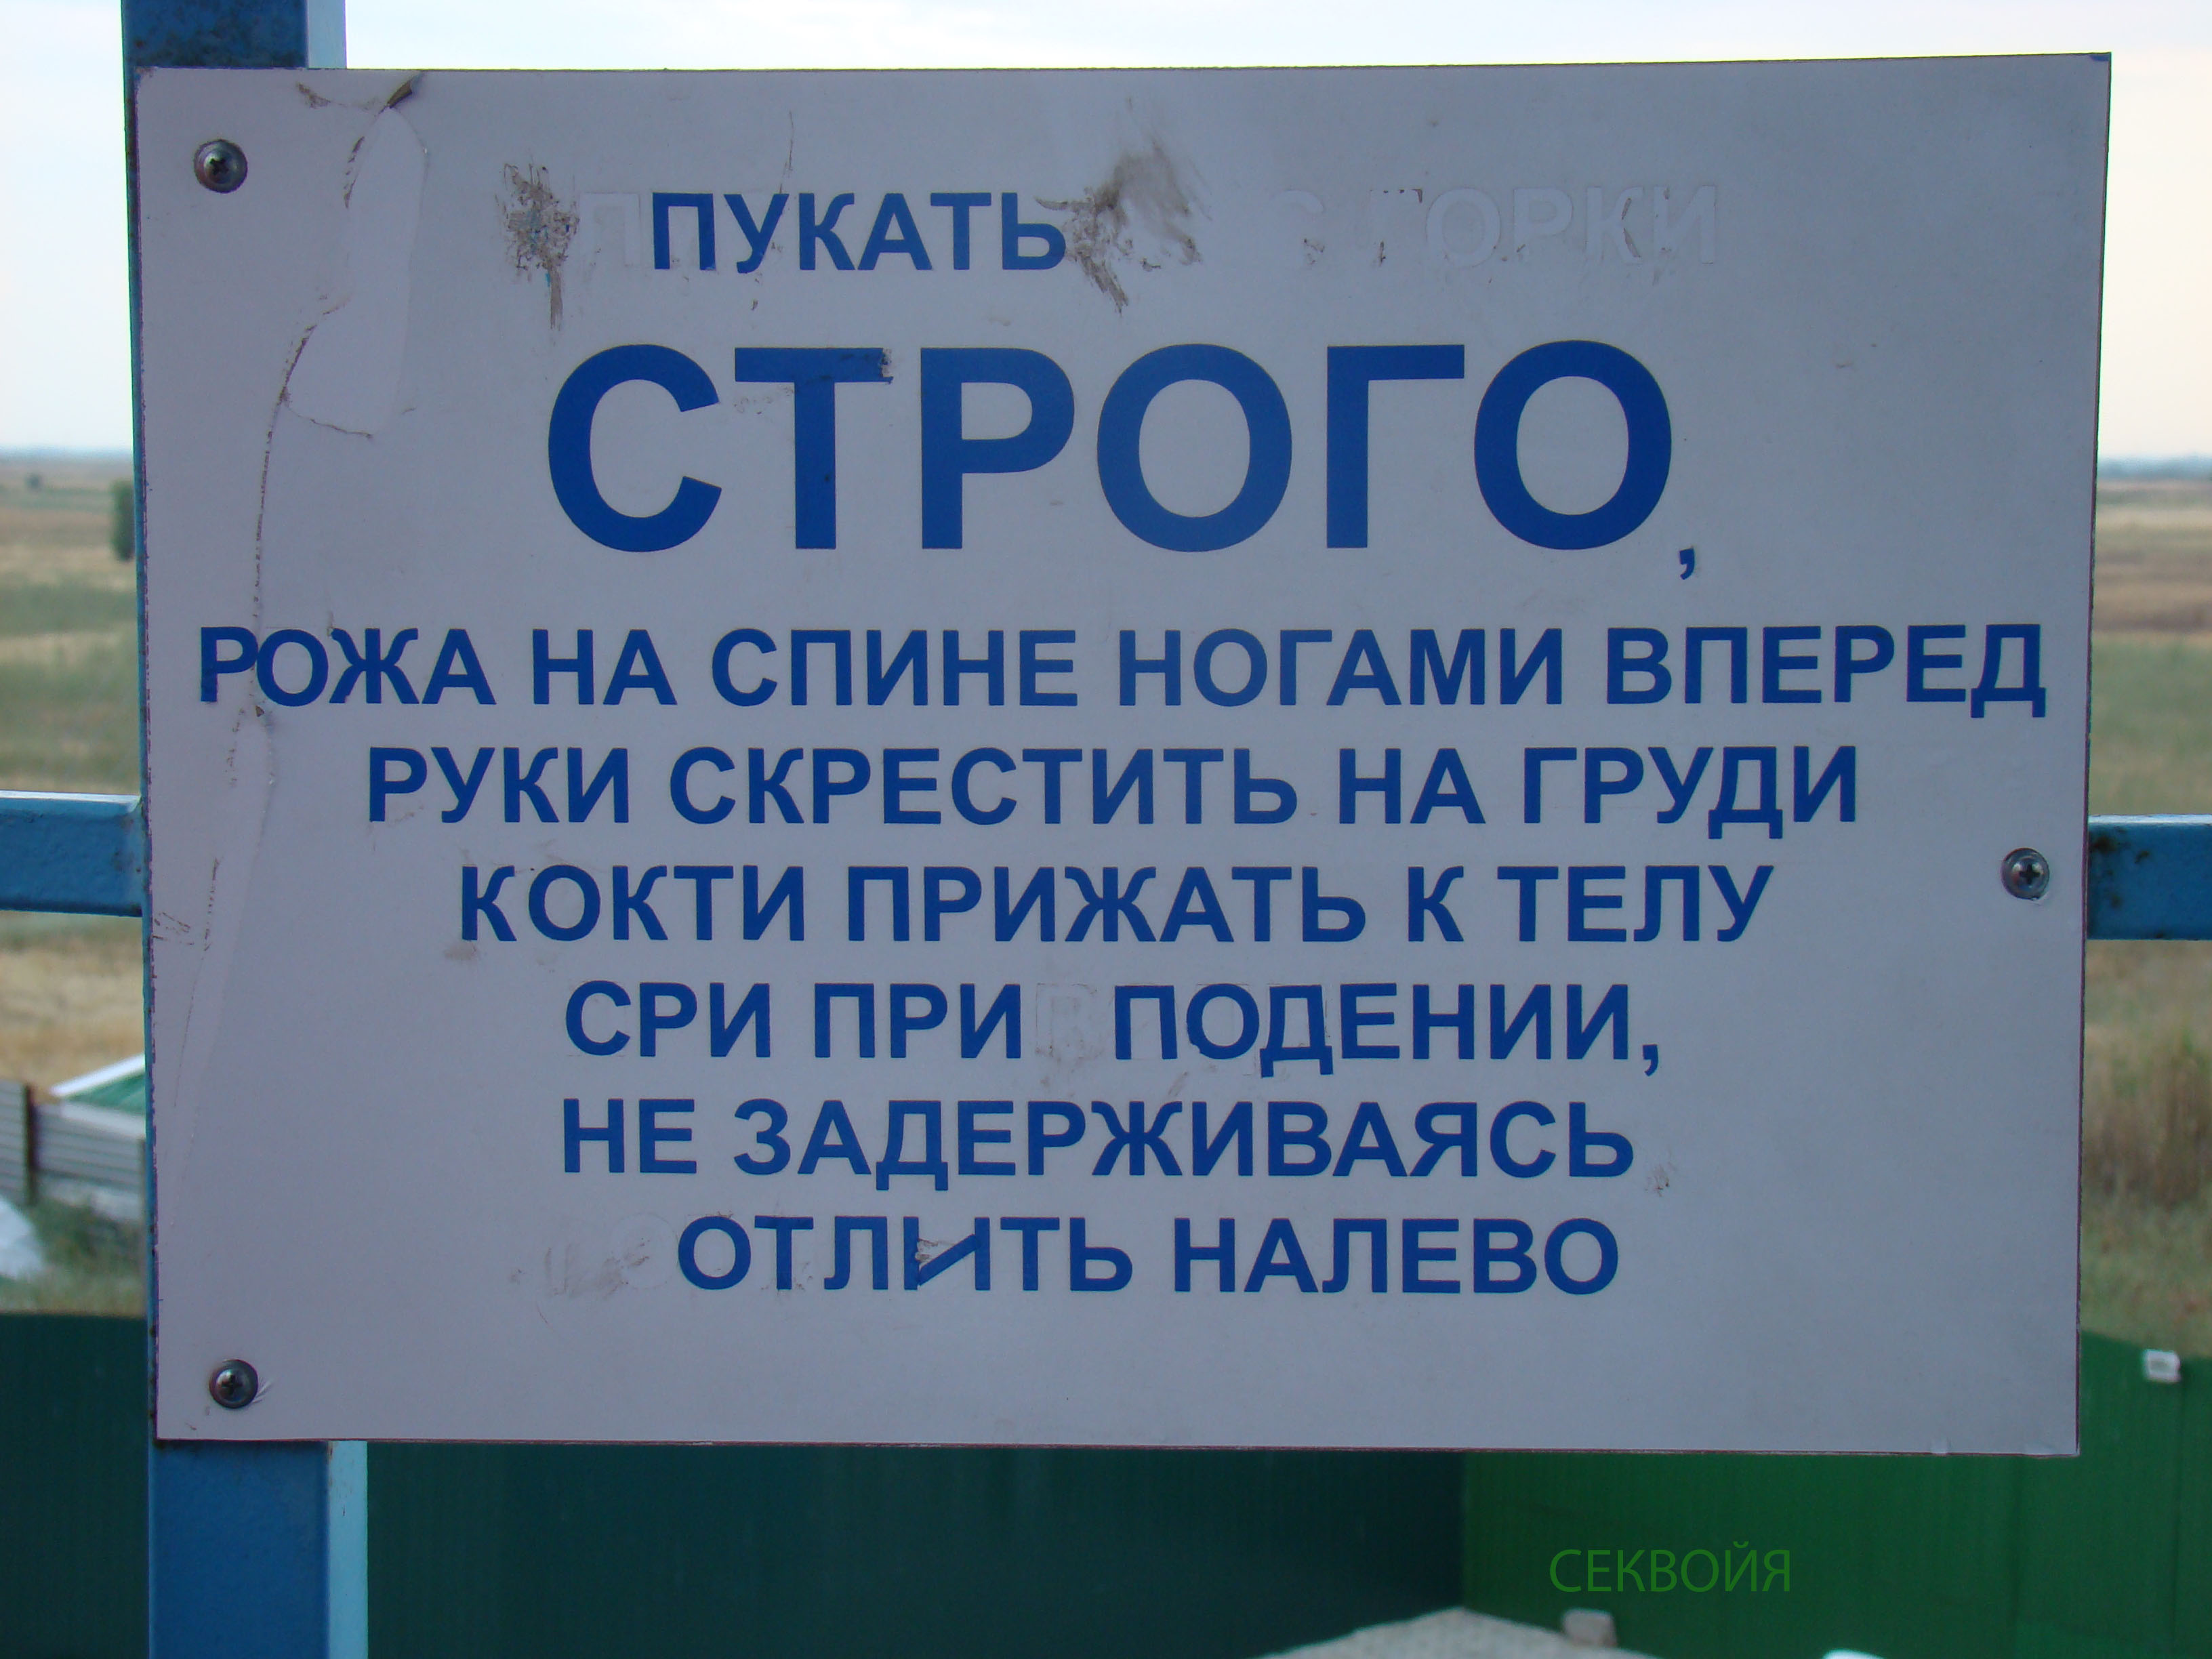 ПУКАТЬ С ГОРКИ
СТРОГО,
РОЖА НА СПИНЕ НОГАМИ ВПЕРЕД
РУКИ СКРЕСТИТЬ НА ГРУДИ
КОКТИ ПРИЖАТЬ К ТЕЛУ
СРИ ПРИ ПОДЕНИИ,
НЕ ЗАДЕРЖИВАЯСЬ
ОТЛИТЬ НАЛЕВО
СЕКВОЙЯ